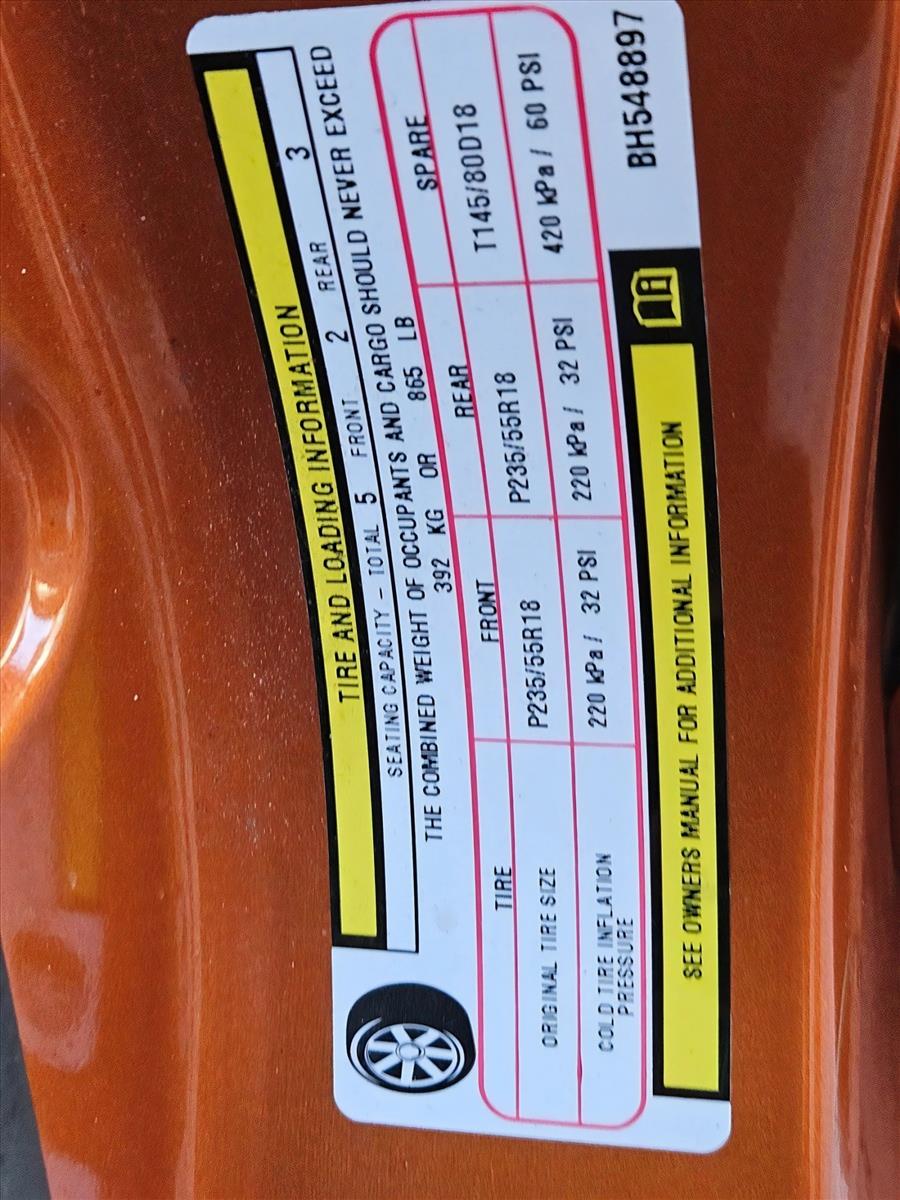 TIRE AND LOADING INFORMATION
SEATING CAPACITY - TOTAL 5 FRONT 2 REAR 3
THE COMBINED WEIGHT OF OCCUPANTS AND CARGO SHOULD NEVER EXCEED
392 KG OR 865 LB
TIRE FRONT REAR SPARE
ORIGINAL TIRE SIZE P235/55R18 P235/55R18 T145/80D18
COLD TIRE INFLATION PRESSURE 220 kPa / 32 PSI 220 kPa / 32 PSI 420 kPa / 60 PSI
SEE OWNERS MANUAL FOR ADDITIONAL INFORMATION
BH548897